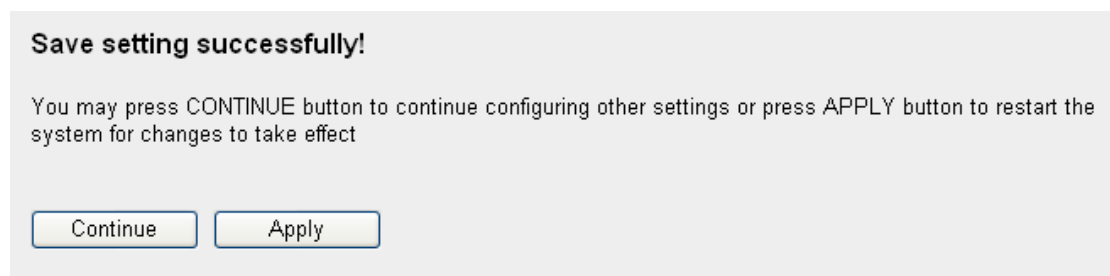 Save setting successfully!
You may press CONTINUE button to continue configuring other settings or press APPLY button to restart the
system for changes to take effect
Continue
Apply